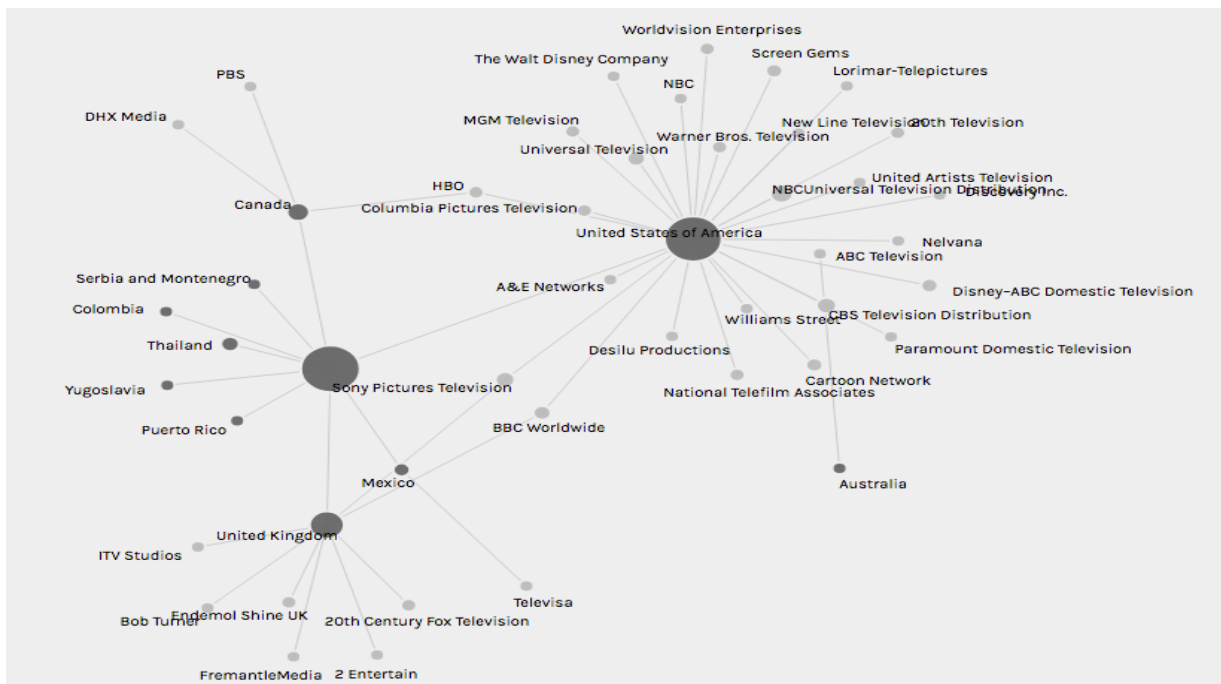 Worldvision Enterprises
Screen Gems
The Walt Disney Company
Lorimar-Telepictures
PBS
NBC
DHX Media
MGM Television
New Line Television
20th Television
Warner Bros. Television
Universal Television
United Artists Television
HBO
NBCUniversal Television Distribution
Discovery Inc.
Canada
Columbia Pictures Television
United States of America
Nelvana
ABC Television
Serbia and Montenegro
A&E Networks
Disney-ABC Domestic Television
Colombia
Williams Street
CBS Television Distribution
Thailand
Desilu Productions
Paramount Domestic Television
Cartoon Network
Yugoslavia
Sony Pictures Television
National Telefilm Associates
Puerto Rico
BBC Worldwide
Mexico
Australia
United Kingdom
ITV Studios
Televisa
Bob Turner
Endemol Shine UK
20th Century Fox Television
FremantleMedia
2 Entertain